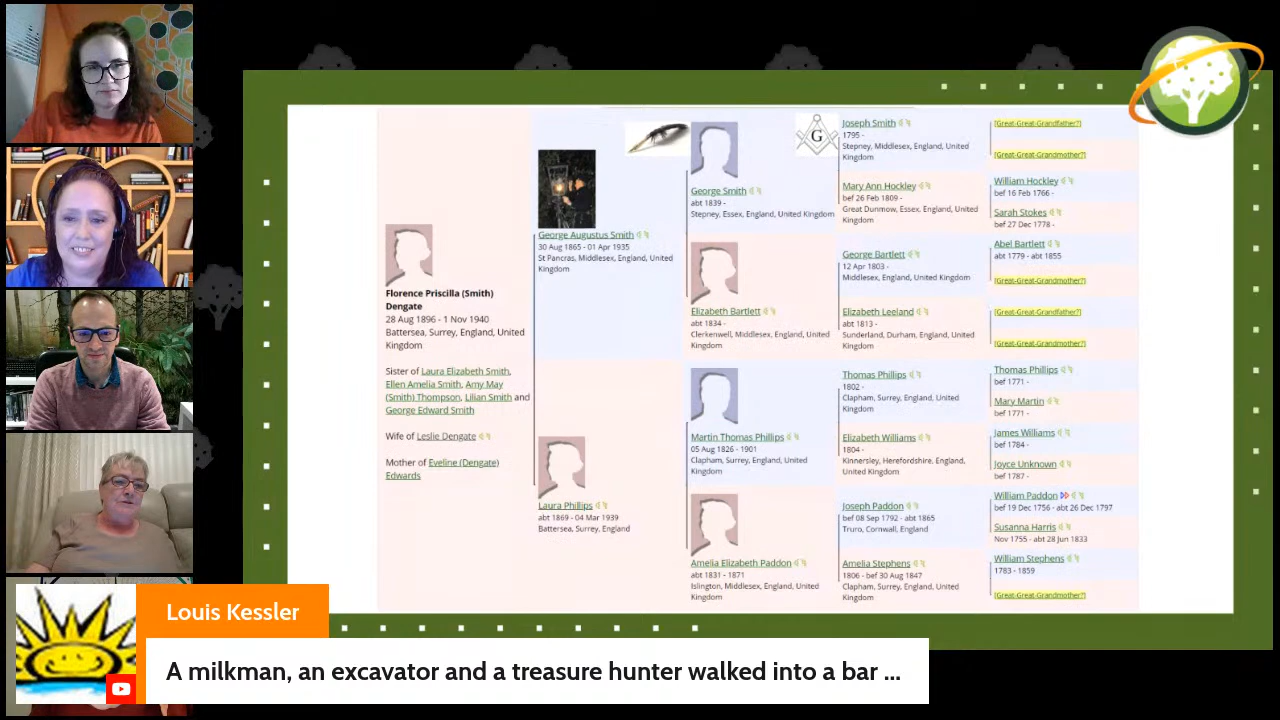 Florence Priscilla (Smith)
Dengate
28 Aug 1896 - 1 Nov 1940
Battersea, Surrey, England, United
Kingdom
Sister of Laura Elizabeth Smith,
Ellen Amelia Smith, Amy May
(Smith) Thompson, Lilian Smith and
George Edward Smith
Wife of Leslie Dengate
Mother of Eveline (Dengate)
Edwards
George Augustus Smith
30 Aug 1865 - 01 Apr 1935
St Pancras, Middlesex, England, United
Kingdom
Laura Phillips
abt 1869 - 04 Mar 1939
Battersea, Surrey, England
George Smith
abt 1839 -
Stepney, Essex, England, United Kingdom
Elizabeth Bartlett
abt 1834 -
Clerkenwell, Middlesex, England, United
Kingdom
Martin Thomas Phillips
05 Aug 1826 - 1901
Clapham, Surrey, England, United
Kingdom
Amelia Elizabeth Paddon
abt 1831 - 1871
Islington, Middlesex, England, United
Kingdom
G
Joseph Smith
1795 -
Stepney, Middlesex, England, United
Kingdom
Mary Ann Hockley
bef 26 Feb 1809 -
Great Dunmow, Essex, England, United
Kingdom
George Bartlett
12 Apr 1803 -
Middlesex, England, United Kingdom
Elizabeth Leeland
abt 1813 -
Sunderland, Durham, England, United
Kingdom
Thomas Phillips
1802 -
Clapham, Surrey, England, United
Kingdom
Elizabeth Williams
1804 -
Kinnersley, Herefordshire, England,
United Kingdom
Joseph Paddon
bef 08 Sep 1792 - abt 1865
Truro, Cornwall, England
Amelia Stephens
1806 - bef 30 Aug 1847
Clapham, Surrey, England, United
Kingdom
[Great-Great-Grandfather?]
[Great-Great-Grandmother?]
William Hockley
bef 16 Feb 1766 -
Sarah Stokes
bef 27 Dec 1778 -
Abel Bartlett
abt 1779 - abt 1855
[Great-Great-Grandmother?]
[Great-Great-Grandfather?]
[Great-Great-Grandmother?]
Thomas Phillips
bef 1771 -
Mary Martin
bef 1771 -
James Williams
bef 1784 -
Joyce Unknown
bef 1787 -
William Paddon
bef 19 Dec 1756 - abt 26 Dec 1797
Susanna Harris
Nov 1755 - abt 28 Jun 1833
William Stephens
1783 - 1859
[Great-Great-Grandmother?]
Louis Kessler
A milkman, an excavator and a treasure hunter walked into a bar ...